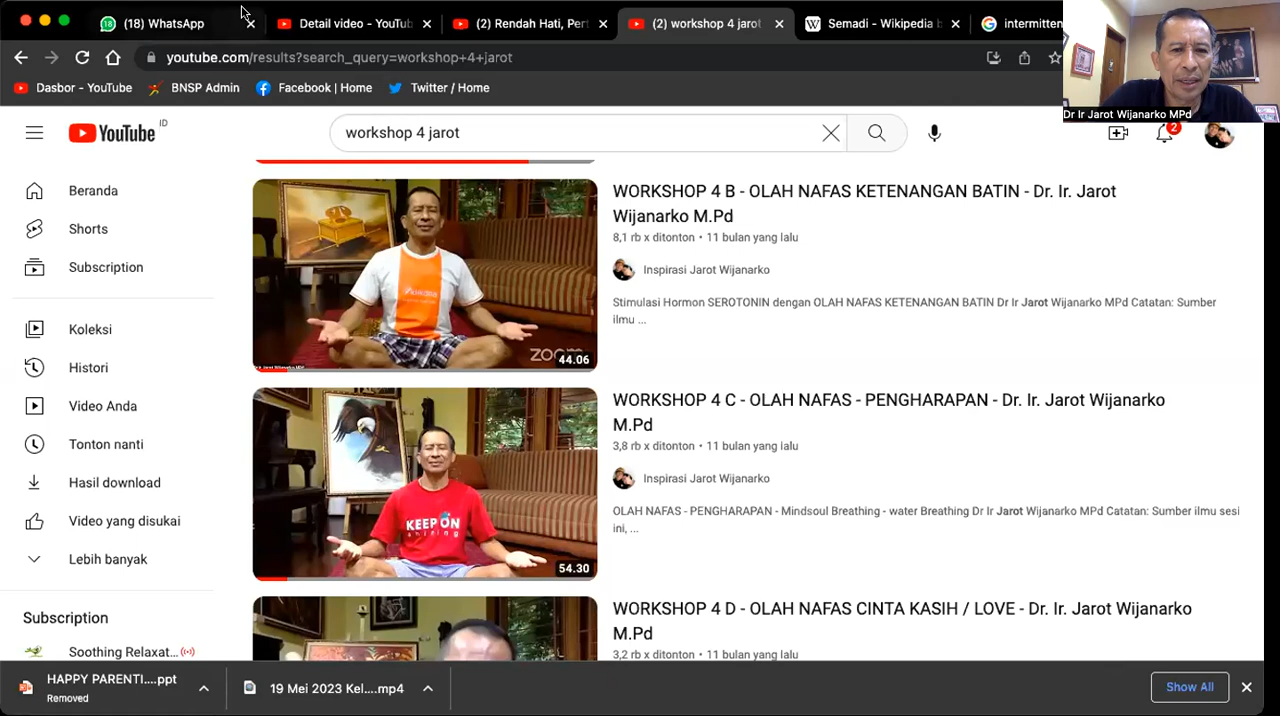 (18) WhatsApp
Detail video - YouTu
(2) Rendah Hati, Per
(2) workshop 4 jarot
Semadi - Wikipedia b
intermitten
youtube.com/results?search_query=workshop+4+jarot
Dasbor - YouTube
BNSP Admin
Facebook | Home
Twitter / Home
Dr Ir Jarot Wijanarko MPd
YouTube ID
workshop 4 jarot
2
Beranda
Shorts
Subscription
Koleksi
Histori
Video Anda
Tonton nanti
Hasil download
Video yang disukai
Lebih banyak
Subscription
Soothing Relaxat...
WORKSHOP 4 B - OLAH NAFAS KETENANGAN BATIN - Dr. Ir. Jarot
Wijanarko M.Pd
8,1 rb x ditonton • 11 bulan yang lalu
Inspirasi Jarot Wijanarko
Stimulasi Hormon SEROTONIN dengan OLAH NAFAS KETENANGAN BATIN Dr Ir Jarot Wijanarko MPd Catatan: Sumber
ilmu ...
zoom
44.06
WORKSHOP 4 C - OLAH NAFAS - PENGHARAPAN - Dr. Ir. Jarot Wijanarko
M.Pd
3,8 rb x ditonton • 11 bulan yang lalu
Inspirasi Jarot Wijanarko
OLAH NAFAS - PENGHARAPAN - Mindsoul Breathing - water Breathing Dr Ir Jarot Wijanarko MPd Catatan: Sumber ilmu sesi
ini, ...
KEEP ON
shining
54.30
WORKSHOP 4 D - OLAH NAFAS CINTA KASIH / LOVE - Dr. Ir. Jarot Wijanarko
M.Pd
3,2 rb x ditonton • 11 bulan yang lalu
HAPPY PARENTI....ppt
Removed
19 Mei 2023 Kel....mp4
Show All